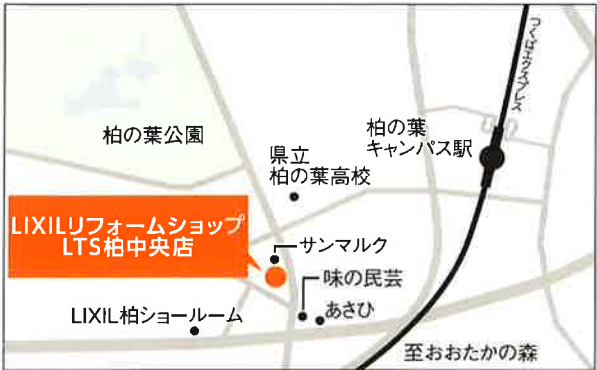 つくばエクスプレス
柏の葉公園
柏の葉
キャンパス駅
県立
柏の葉高校
LIXILリフォームショップ
LTS柏中央店
サンマルク
味の民芸
あさひ
LIXIL柏ショールーム
至おおたかの森